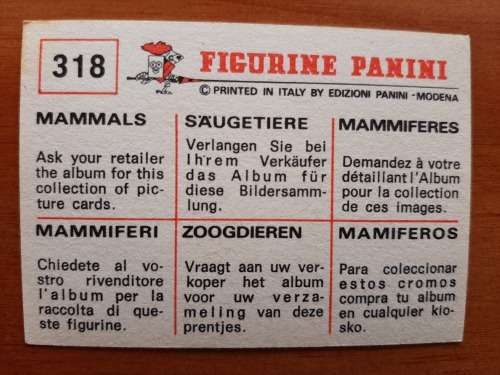 318
FIGURINE PANINI
© PRINTED IN ITALY BY EDIZIONI PANINI - MODENA
MAMMALS
Ask your retailer
the album for this
collection of pic-
ture cards.
SÄUGETIERE
Verlangen Sie bei
Ihrem Verkäufer
das Album für
diese Bildersamm-
lung.
MAMMIFERES
Demandez à votre
détaillant l'Album
pour la collection
de ces images.
MAMMIFERI
Chiedete al vo-
stro rivenditore
l'album per la
raccolta di que-
ste figurine.
ZOOGDIEREN
Vraagt aan uw ver-
koper het album
voor uw verza-
meling van deze
prentjes.
MAMIFEROS
Para coleccionar
estos cromos
compra tu album
en cualquier kio-
sko.